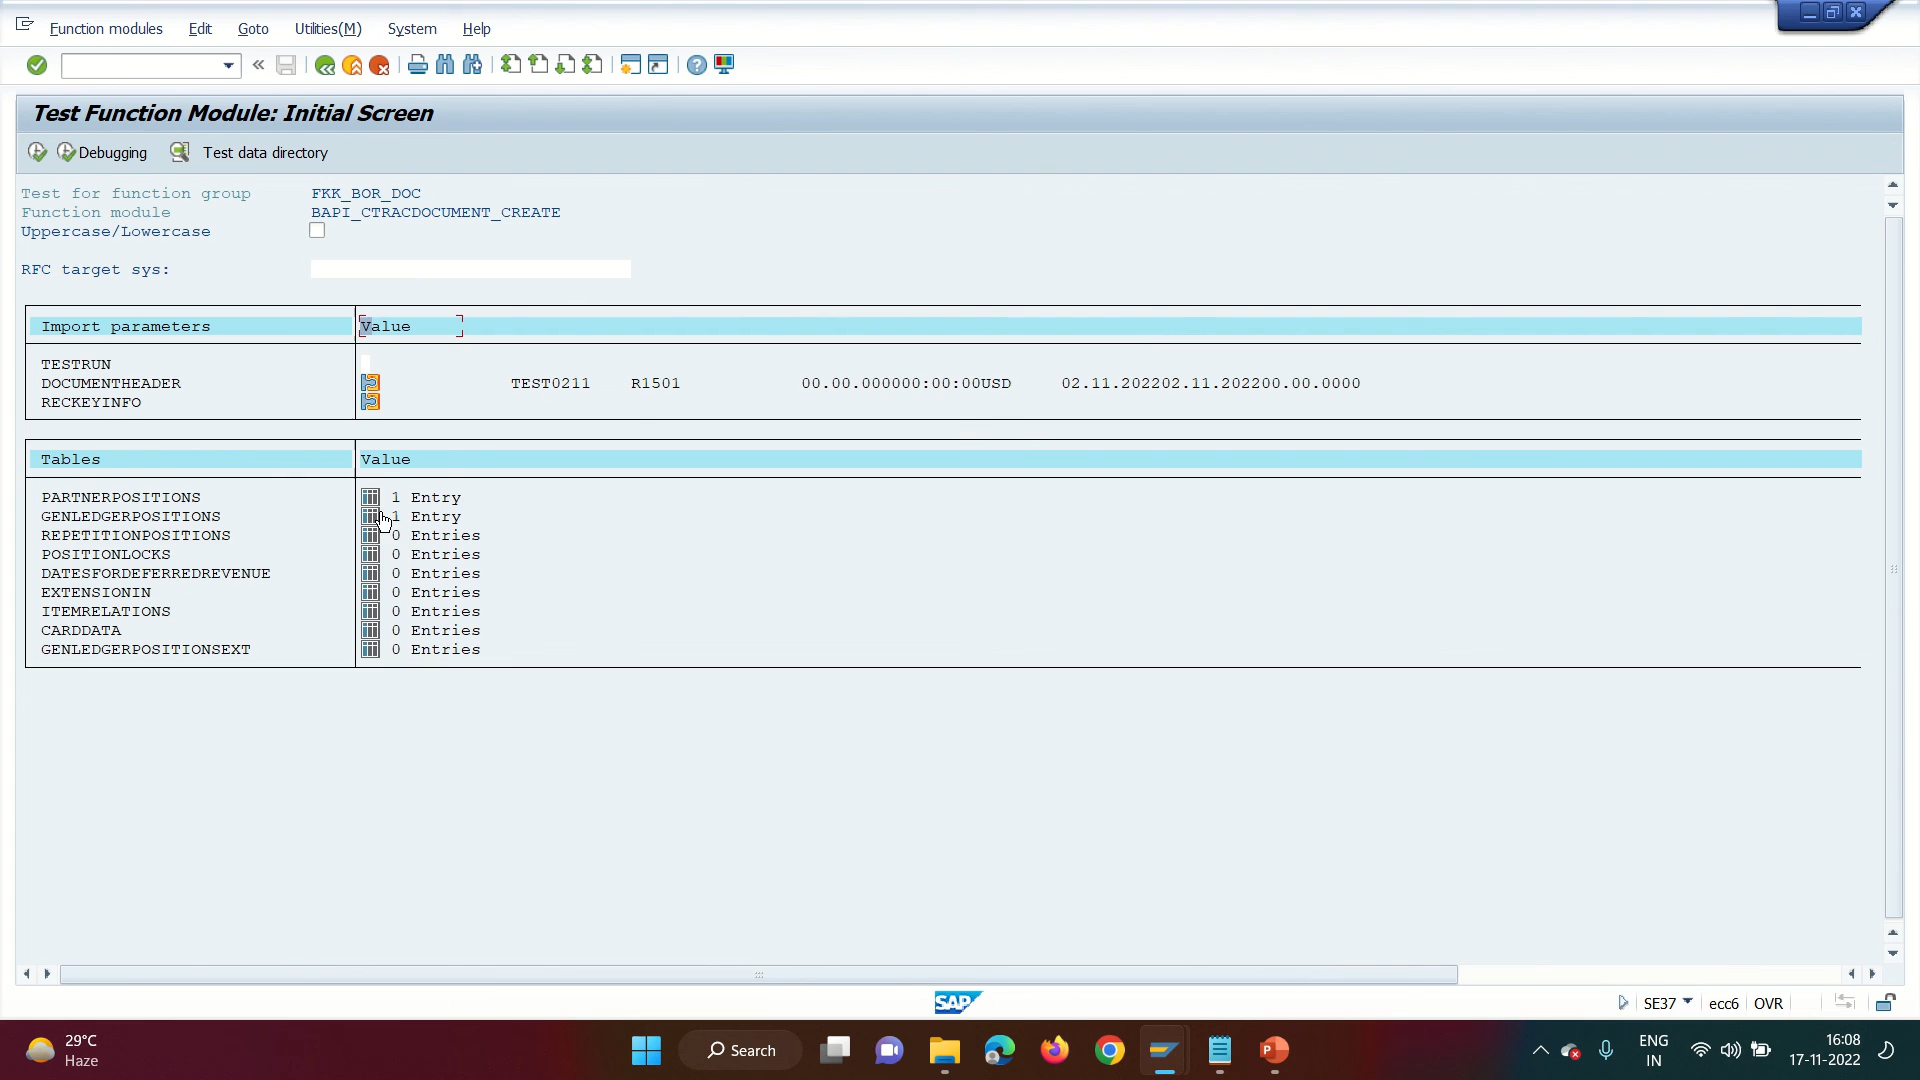 Function modules Edit Goto Utilities(M) System Help
Test Function Module: Initial Screen
Debugging Test data directory
Test for function group FKK_BOR_DOC
Function module BAPI_CTRACDOCUMENT_CREATE
Uppercase/Lowercase
RFC target sys:
Import parameters Value
TESTRUN
DOCUMENTHEADER TEST0211 R1501 00.00.000000:00:00USD 02.11.202202.11.202200.00.0000
RECKEYINFO
Tables Value
PARTNERPOSITIONS 1 Entry
GENLEDGERPOSITIONS 1 Entry
REPETITIONPOSITIONS 0 Entries
POSITIONLOCKS 0 Entries
DATESFORDEFERREDREVENUE 0 Entries
EXTENSIONIN 0 Entries
ITEMRELATIONS 0 Entries
CARDDATA 0 Entries
GENLEDGERPOSITIONSEXT 0 Entries
SAP
SE37 ecc6 OVR
29°C
Haze
Search
ENG
IN
16:08
17-11-2022